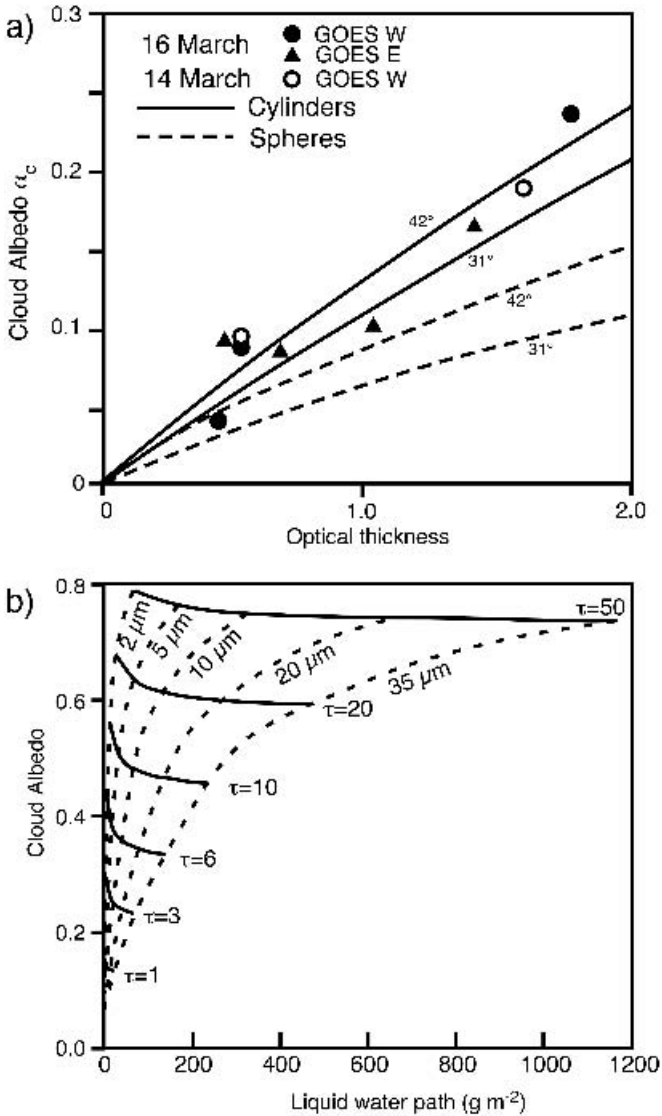 a)
16 March ● GOES W
▲ GOES E
14 March ○ GOES W
Cylinders
Spheres
0.3
0.2
0.1
0
Cloud Albedo α_c
42°
31°
42°
31°
0 1.0 2.0
Optical thickness
b)
0.8
0.6
0.4
0.2
0.0
Cloud Albedo
2 μm
5 μm
10 μm
20 μm
35 μm
τ=50
τ=20
τ=10
τ=6
τ=3
τ=1
0 200 400 600 800 1000 1200
Liquid water path (g m⁻²)